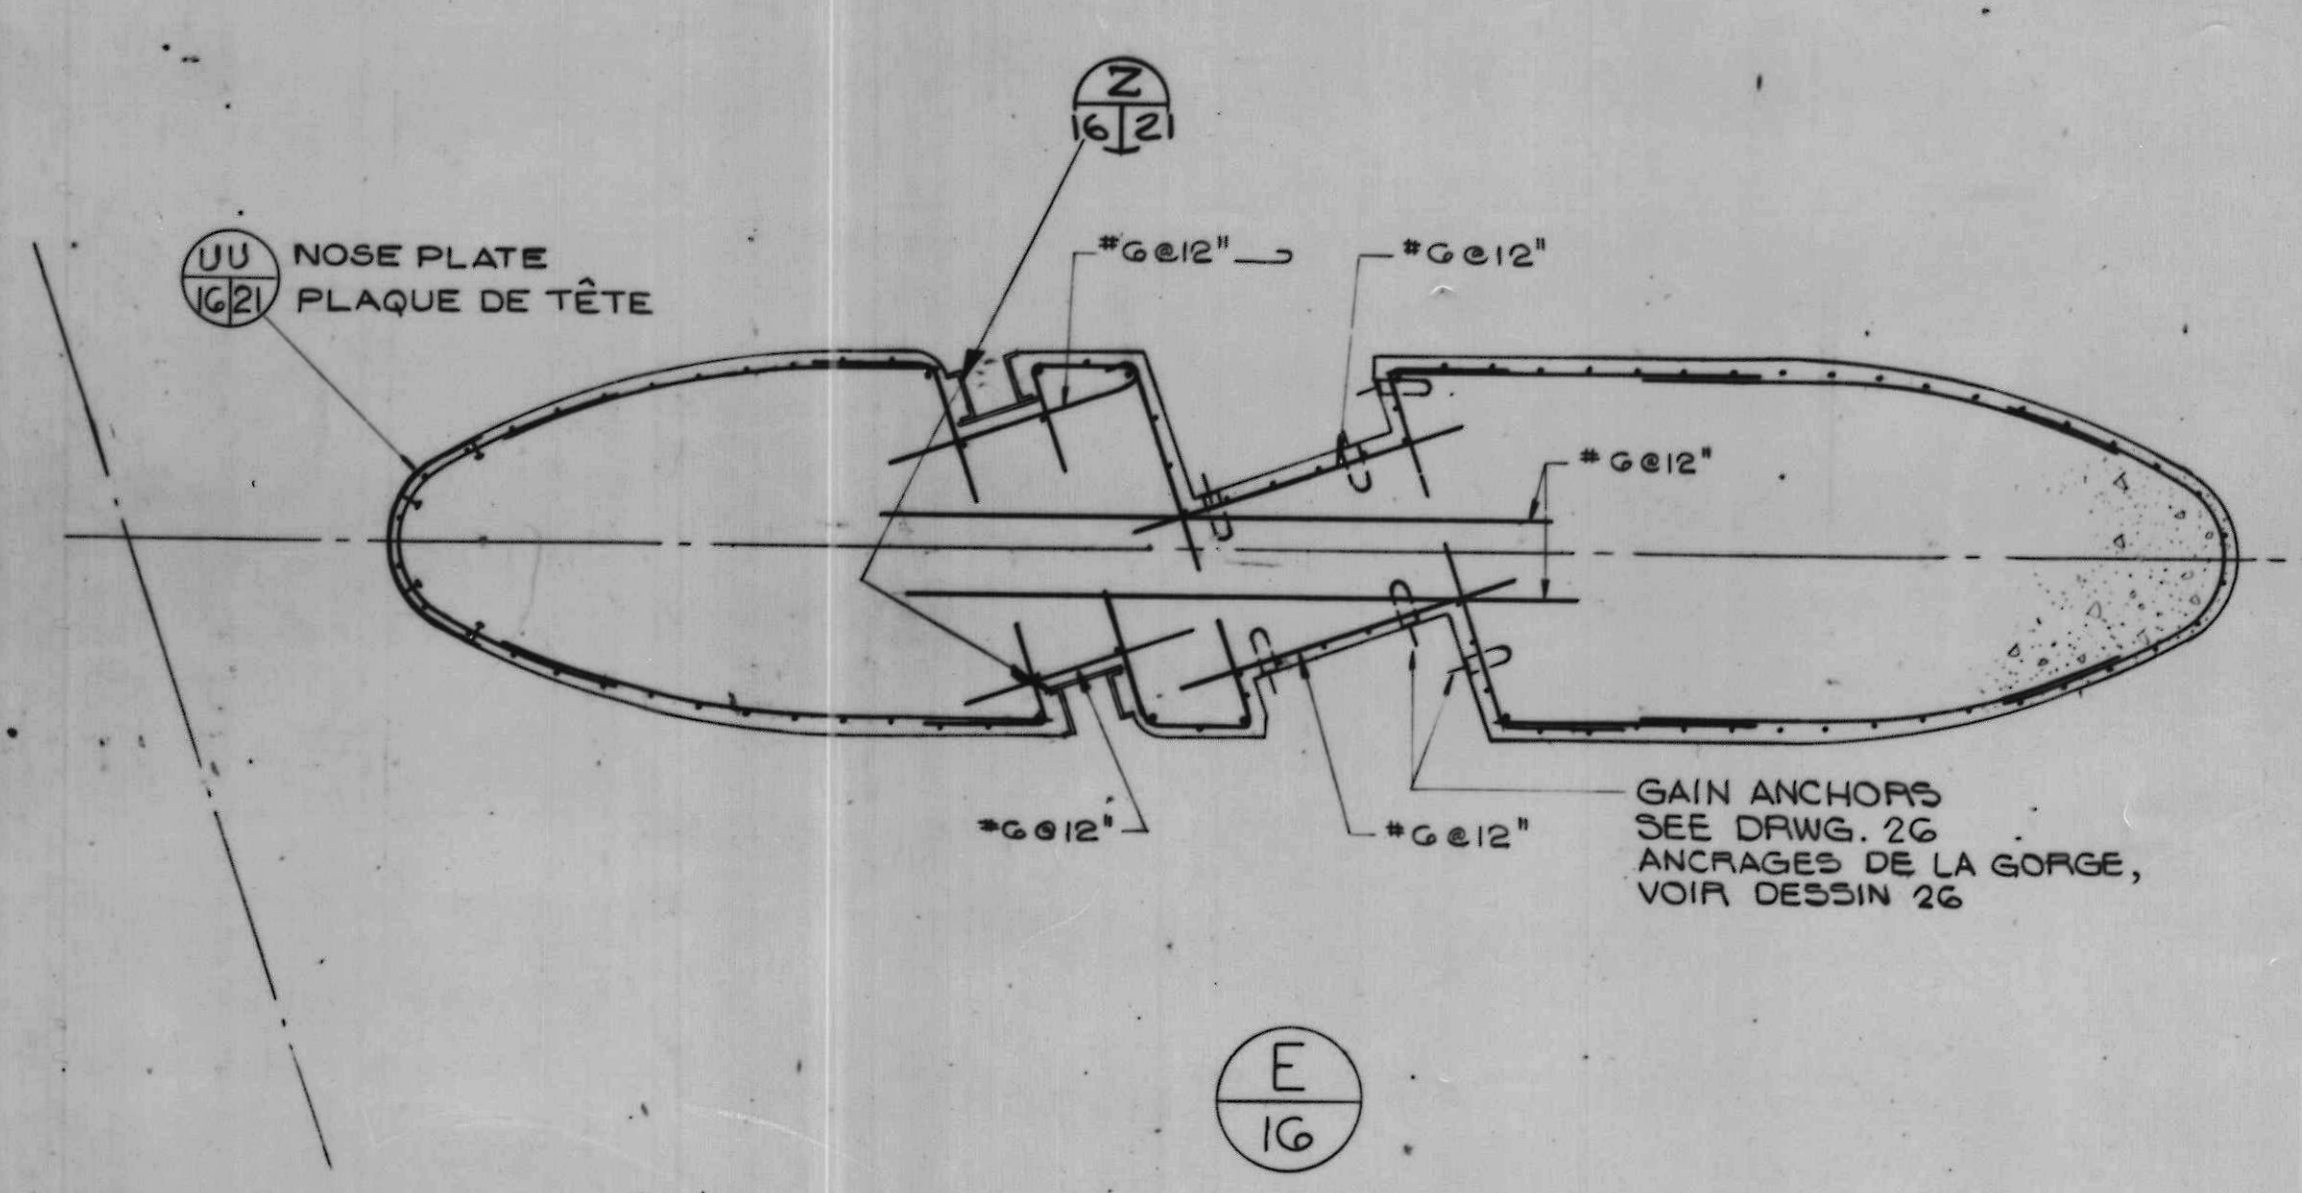 Z
16 21
UU
16 21
NOSE PLATE
PLAQUE DE TÊTE
#6@12"
#6@12"
#6@12"
#6@12"
#6@12"
GAIN ANCHORS
SEE DRWG. 26
ANCRAGES DE LA GORGE,
VOIR DESSIN 26
E
16